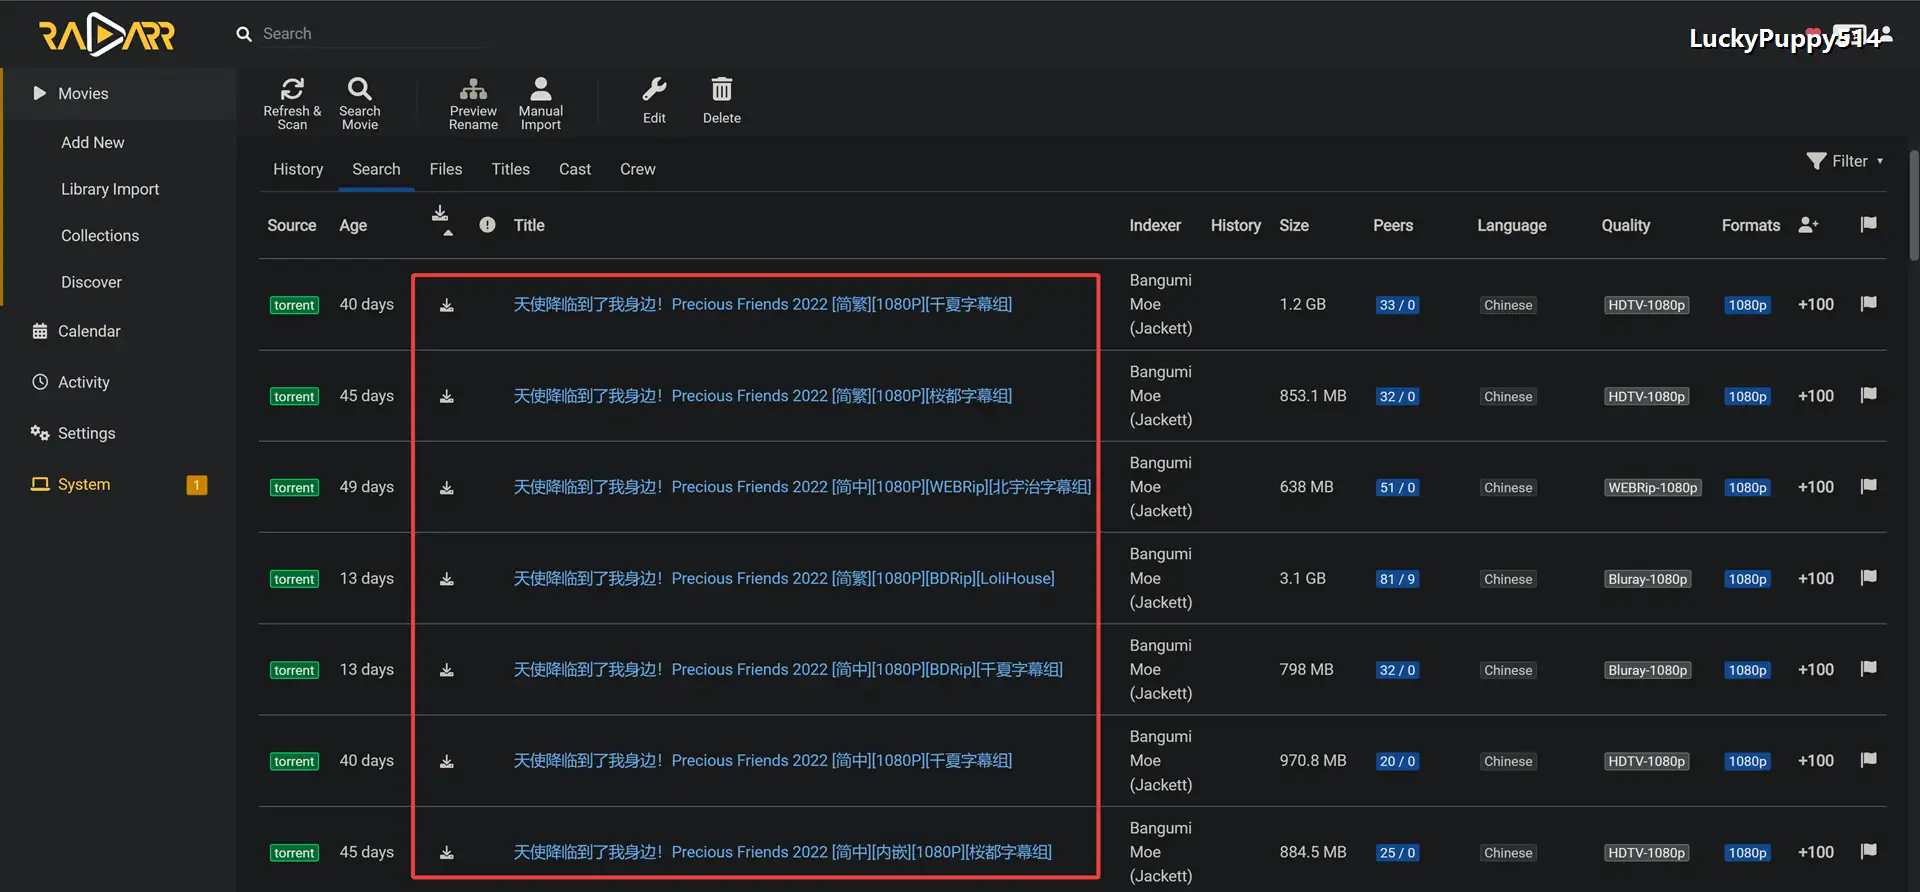 RADARR
Search
LuckyPuppy514
Movies
Add New
Library Import
Collections
Discover
Calendar
Activity
Settings
System
1
Refresh &
Scan
Search
Movie
Preview
Rename
Manual
Import
Edit
Delete
History Search Files Titles Cast Crew
Filter
Source Age Title Indexer History Size Peers Language Quality Formats
torrent 40 days 天使降临到了我身边！Precious Friends 2022 [简繁][1080P][千夏字幕组] Bangumi Moe (Jackett) 1.2 GB 33 / 0 Chinese HDTV-1080p 1080p +100
torrent 45 days 天使降临到了我身边！Precious Friends 2022 [简繁][1080P][桜都字幕组] Bangumi Moe (Jackett) 853.1 MB 32 / 0 Chinese HDTV-1080p 1080p +100
torrent 49 days 天使降临到了我身边！Precious Friends 2022 [简中][1080P][WEBRip][北宇治字幕组] Bangumi Moe (Jackett) 638 MB 51 / 0 Chinese WEBRip-1080p 1080p +100
torrent 13 days 天使降临到了我身边！Precious Friends 2022 [简繁][1080P][BDRip][LoliHouse] Bangumi Moe (Jackett) 3.1 GB 81 / 9 Chinese Bluray-1080p 1080p +100
torrent 13 days 天使降临到了我身边！Precious Friends 2022 [简中][1080P][BDRip][千夏字幕组] Bangumi Moe (Jackett) 798 MB 32 / 0 Chinese Bluray-1080p 1080p +100
torrent 40 days 天使降临到了我身边！Precious Friends 2022 [简中][1080P][千夏字幕组] Bangumi Moe (Jackett) 970.8 MB 20 / 0 Chinese HDTV-1080p 1080p +100
torrent 45 days 天使降临到了我身边！Precious Friends 2022 [简中][内嵌][1080P][桜都字幕组] Bangumi Moe (Jackett) 884.5 MB 25 / 0 Chinese HDTV-1080p 1080p +100